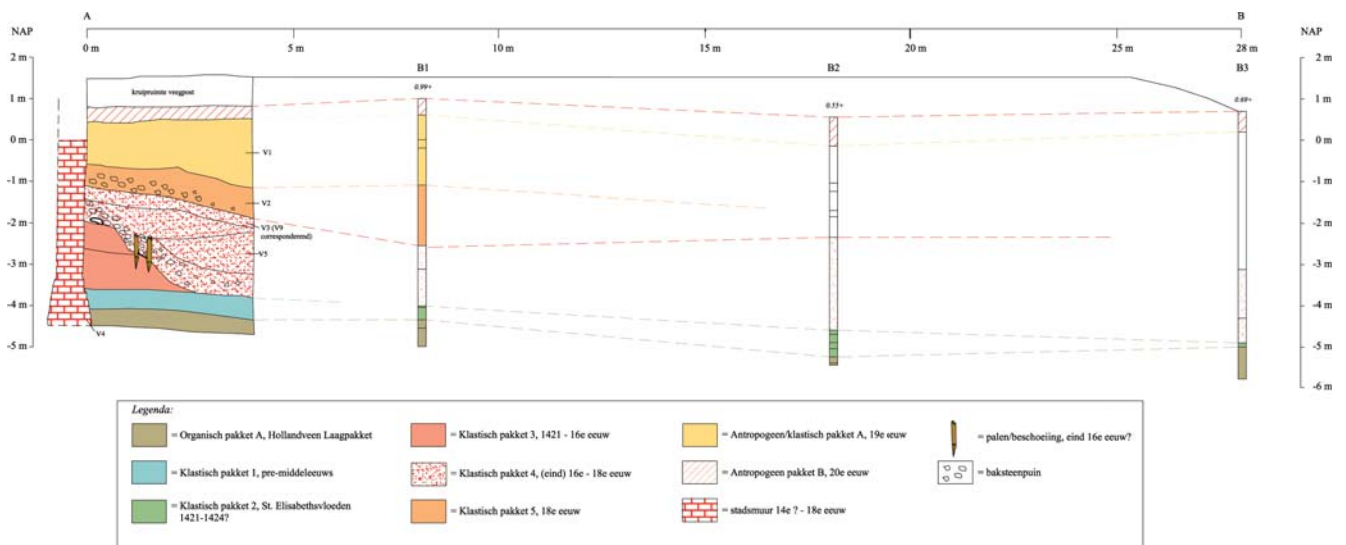 A B
NAP NAP
0 m 5 m 10 m 15 m 20 m 25 m 28 m
2 m B1 B2 B3 2 m
kruipruimte veegpost
0.99+ 0.55+ 0.69+
1 m 1 m
0 m 0 m
V1
-1 m -1 m
V2
-2 m -2 m
V3 (V9
corresponderend)
V5
-3 m -3 m
-4 m -4 m
V4
-5 m -5 m
-6 m
Legenda:
= Organisch pakket A, Hollandveen Laagpakket
= Klastisch pakket 1, pre-middeleeuws
= Klastisch pakket 2, St. Elisabethsvloeden
1421-1424?
= Klastisch pakket 3, 1421 - 16e eeuw
= Klastisch pakket 4, (eind) 16e - 18e eeuw
= Klastisch pakket 5, 18e eeuw
= Antropogeen/klastisch pakket A, 19e eeuw
= Antropogeen pakket B, 20e eeuw
= stadsmuur 14e ? - 18e eeuw
= palen/beschoeiing, eind 16e eeuw?
= baksteenpuin